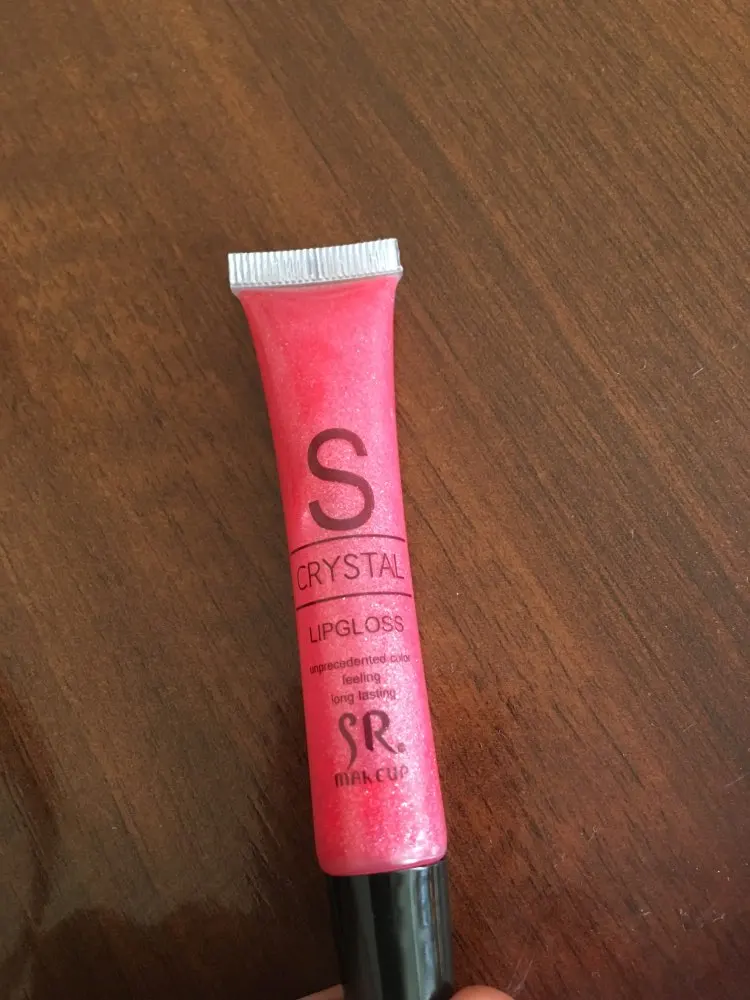 S
CRYSTAL
LIPGLOSS
unprecedented color
feeling
long lasting
SR.
MAKEUP